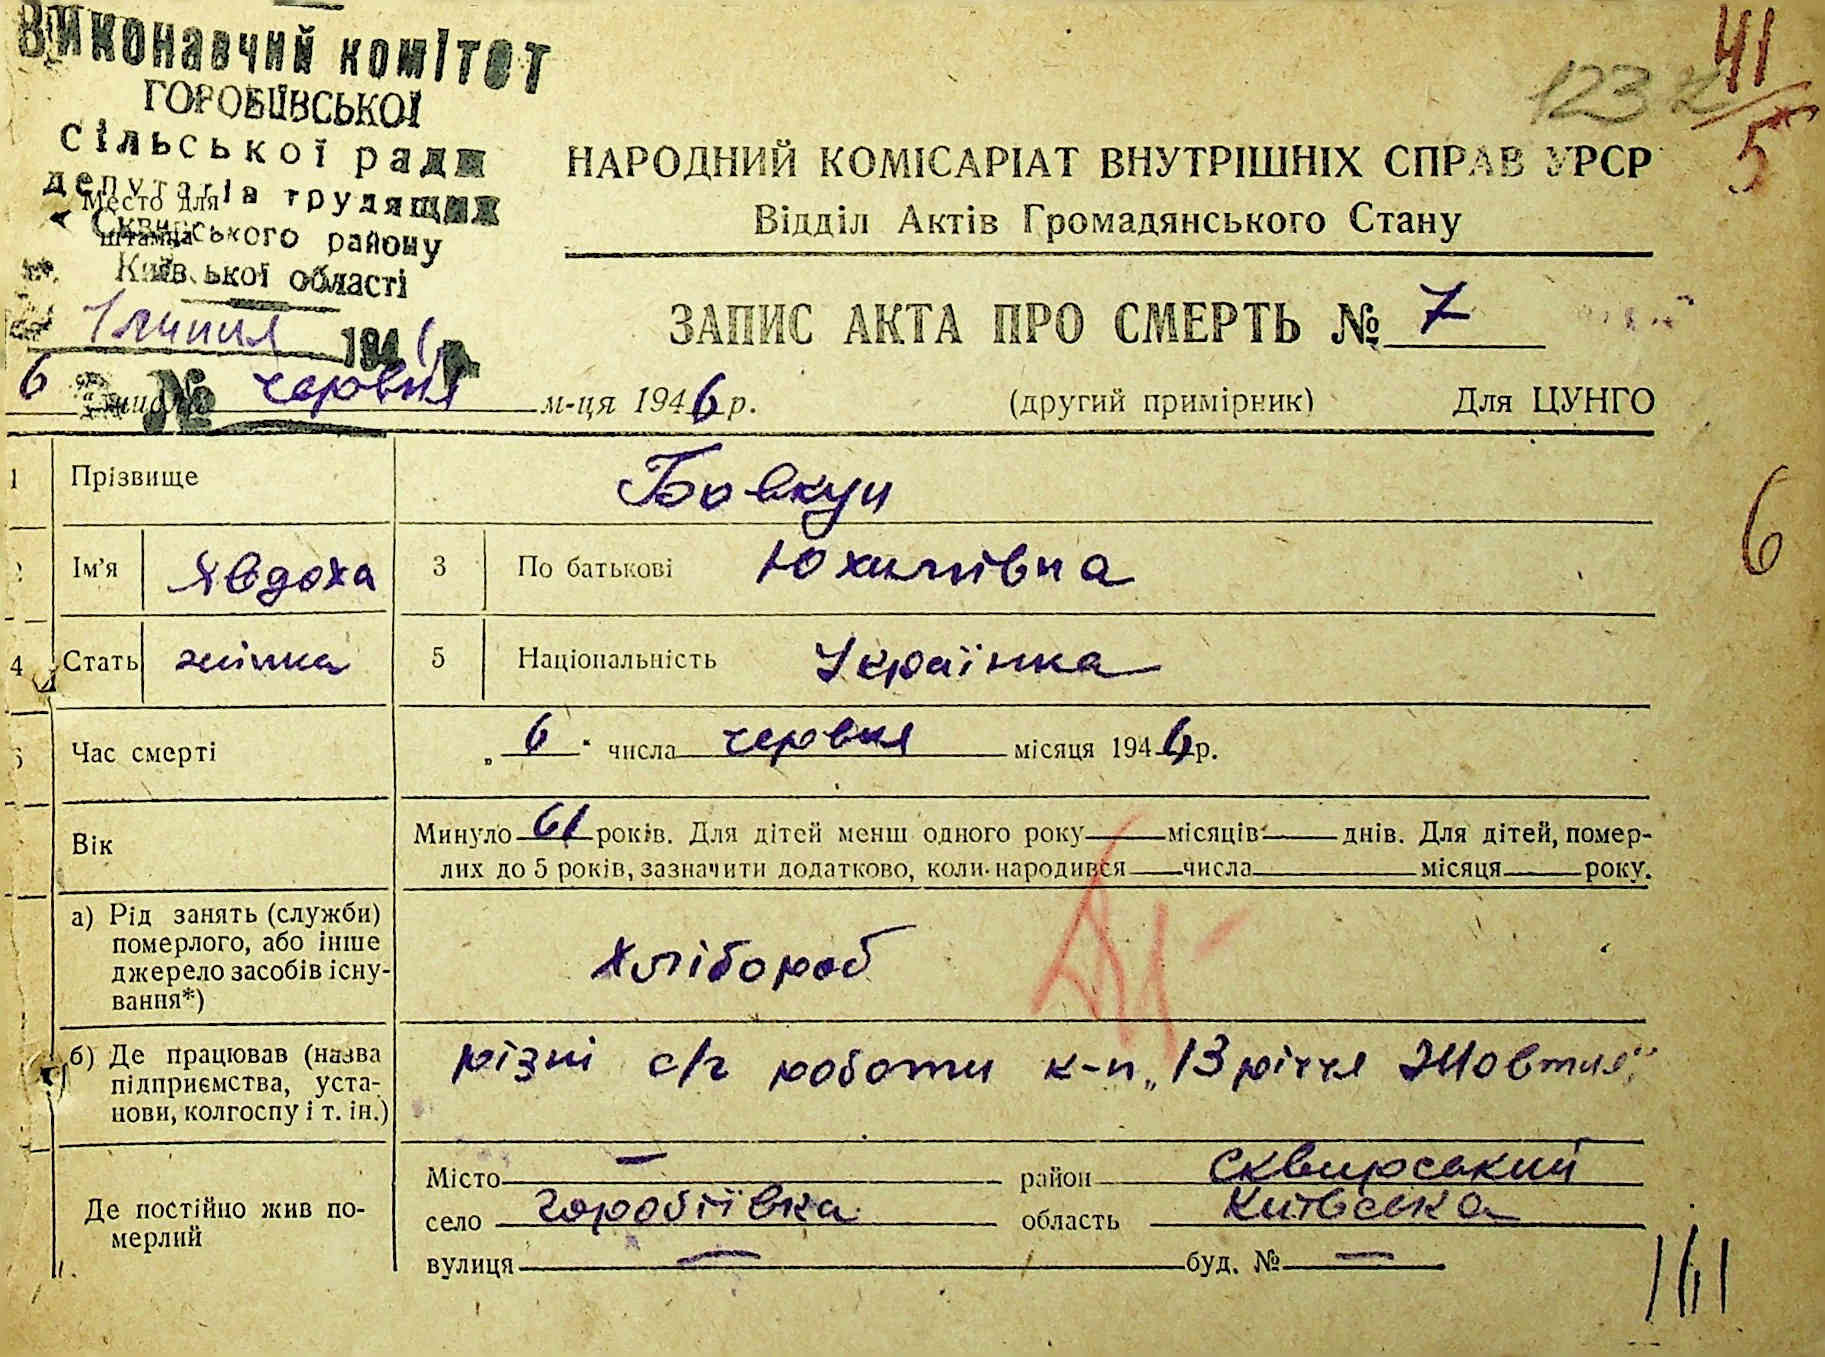 Виконавчий комітет
ГОРОБІЇВСЬКОЇ
сільської ради
депутатів трудящих
Сквирського району
Київської області
Место для
штампа
1 липня 1946 р.
№
123
41/5
НАРОДНИЙ КОМІСАРІАТ ВНУТРІШНІХ СПРАВ УРСР
Відділ Актів Громадянського Стану
ЗАПИС АКТА ПРО СМЕРТЬ № 7
6 числа червня м-ця 1946 р. (другий примірник) Для ЦУНГО
1 Прізвище Бовкун
6
2 Ім’я Явдоха 3 По батькові Юхимівна
4 Стать жінка 5 Національність Українка
6 Час смерті „ 6 " числа червня місяця 1946 р.
Вік Минуло 61 років. Для дітей менш одного року — місяців — днів. Для дітей, помер-
лих до 5 років, зазначити додатково, коли народився — числа — місяця — року.
а) Рід занять (служби)
померлого, або інше
джерело засобів існу-
вання*)
Хлібороб
б) Де працював (назва
підприємства, уста-
нови, колгоспу і т. ін.)
різні с/г роботи к-п „13 річчя Жовтня"
Де постійно жив по-
мерлий
Місто — район Сквирський
село Горобіївка область Київська
вулиця — буд. № —
161